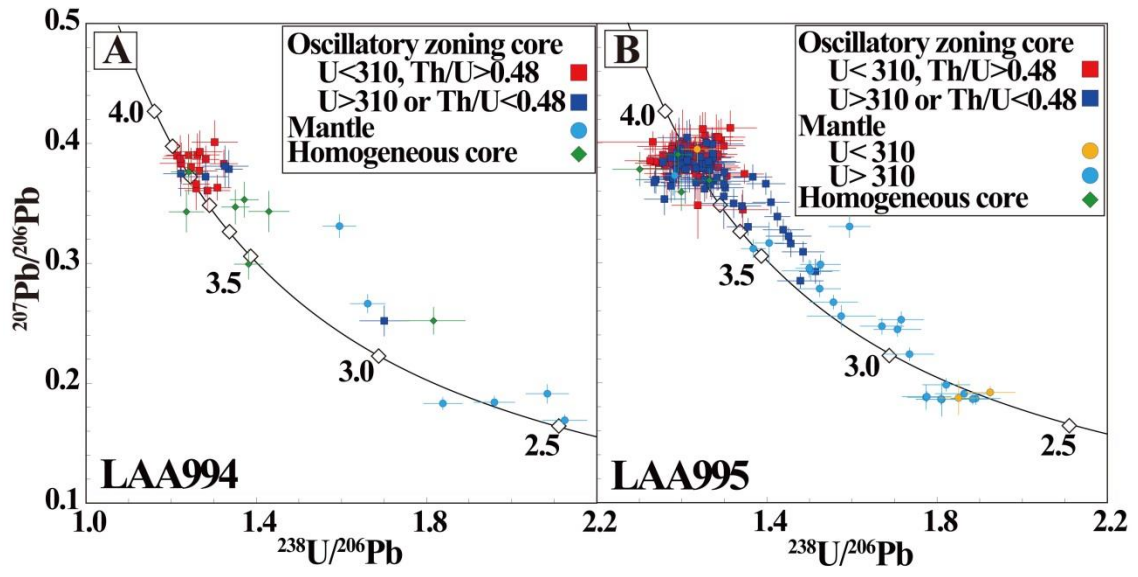 0.5
0.4
0.3
0.2
0.1
²⁰⁷Pb/²⁰⁶Pb
A
Oscillatory zoning core
U<310, Th/U>0.48
U>310 or Th/U<0.48
Mantle
Homogeneous core
4.0
3.5
3.0
2.5
LAA994
1.0
1.4
1.8
2.2
²³⁸U/²⁰⁶Pb
B
Oscillatory zoning core
U< 310, Th/U>0.48
U>310 or Th/U<0.48
Mantle
U< 310
U> 310
Homogeneous core
4.0
3.5
3.0
2.5
LAA995
1.4
1.8
2.2
²³⁸U/²⁰⁶Pb